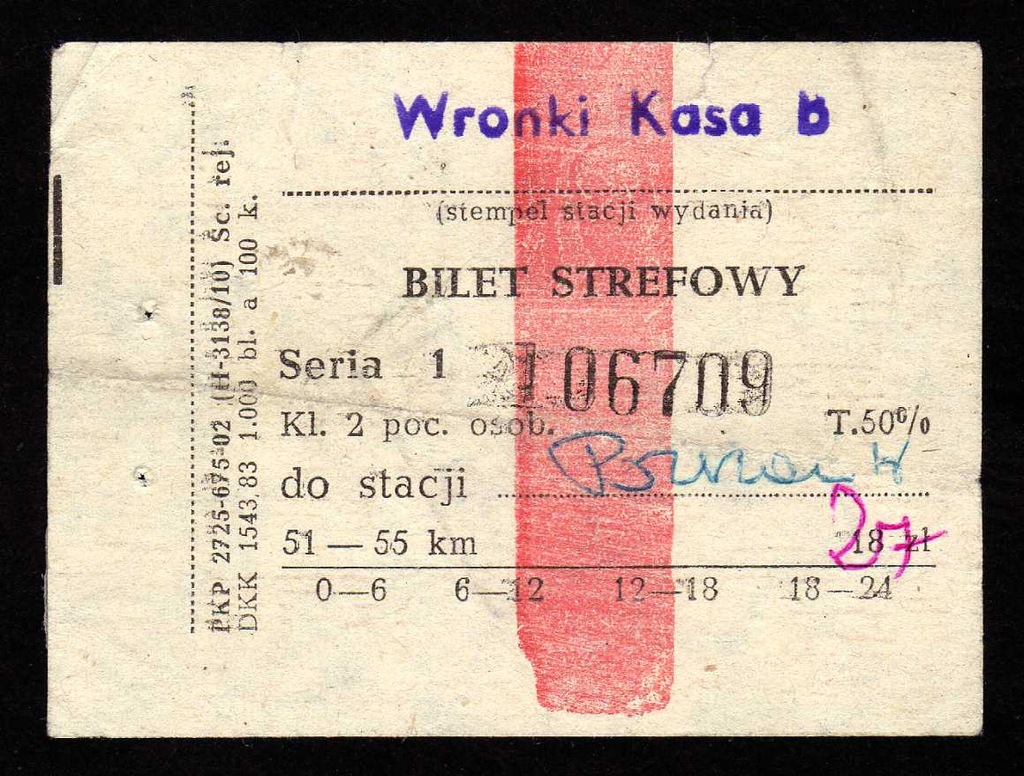 Wronki Kasa B
(stempel stacji wydania)
BILET STREFOWY
Seria 1 106709
Kl. 2 poc. osob. T.50%
do stacji
51 — 55 km 18 zł
27
0—6 6—12 12—18 18—24
PKP 2725-675-02 (H-3138/10) Sc. rej.
DKK 1543/83 1.000 bl. a 100 k.